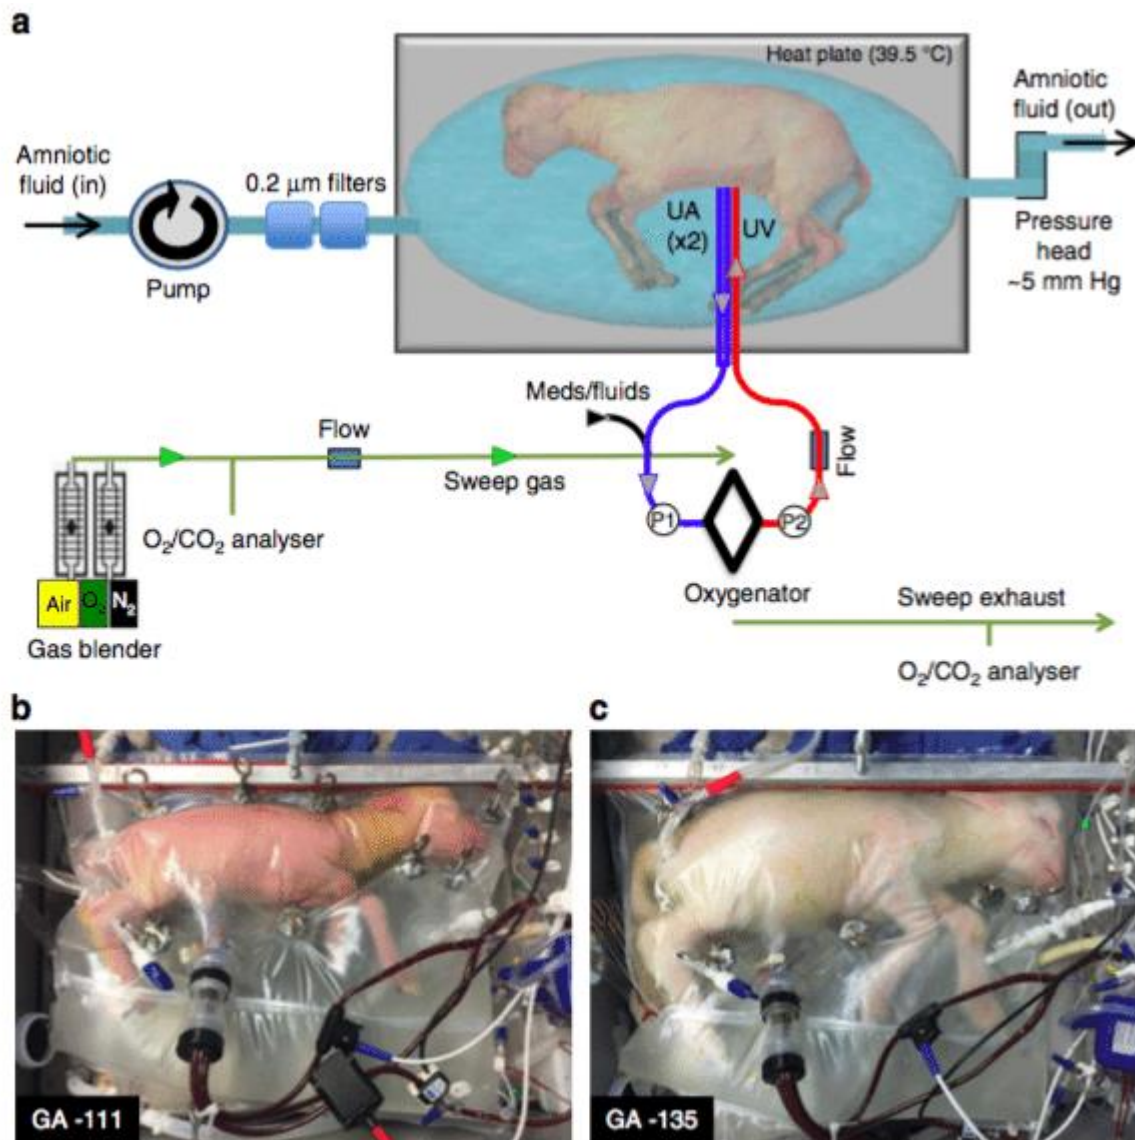 a
Heat plate (39.5 °C)
Amniotic
fluid (in)
0.2 μm filters
Pump
UA
(x2)
UV
Amniotic
fluid (out)
Pressure
head
~5 mm Hg
Meds/fluids
Flow
Sweep gas
Flow
O₂/CO₂ analyser
P1
P2
Oxygenator
Air
O₂
N₂
Gas blender
Sweep exhaust
O₂/CO₂ analyser
b
GA -111
c
GA -135